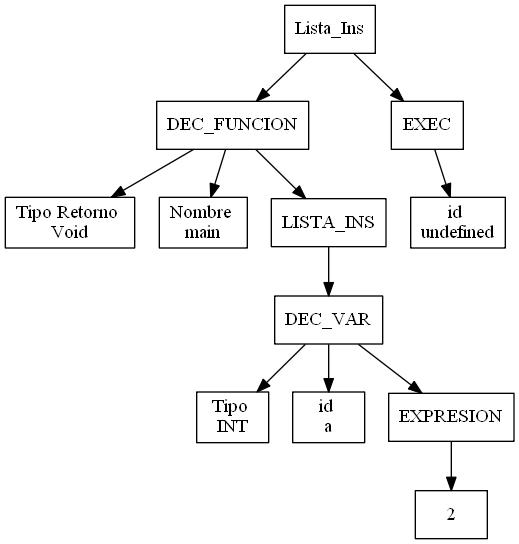 Lista_Ins
DEC_FUNCION
EXEC
Tipo Retorno
Void
Nombre
main
LISTA_INS
id
undefined
DEC_VAR
Tipo
INT
id
a
EXPRESION
2